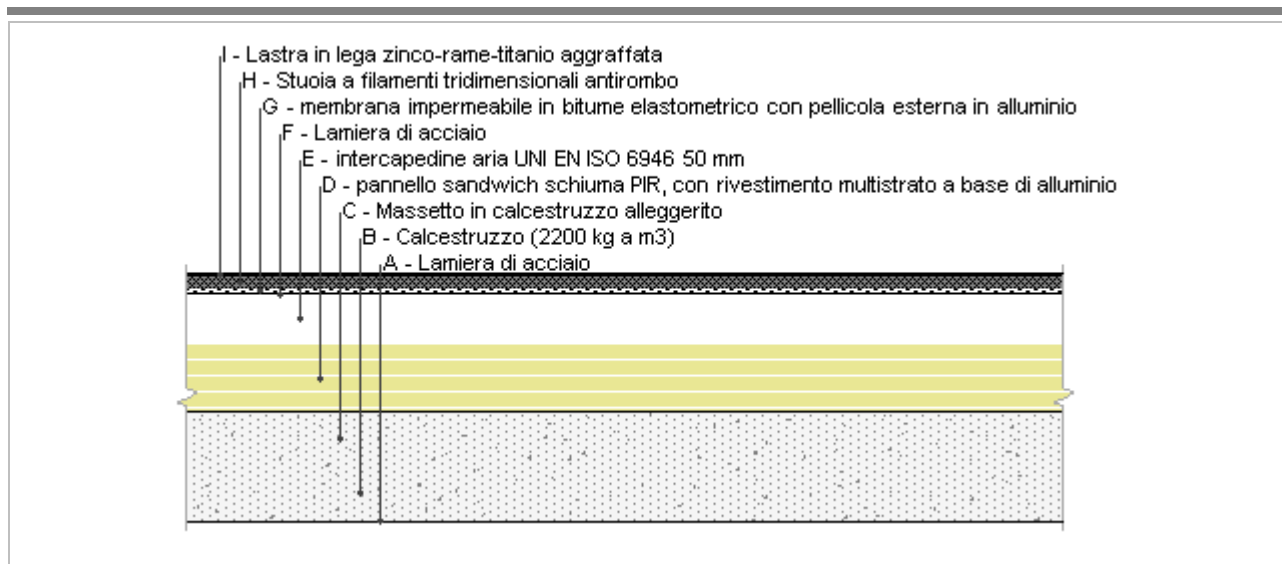 I - Lastra in lega zinco-rame-titanio aggraffata
H - Stuoia a filamenti tridimensionali antirombo
G - membrana impermeabile in bitume elastometrico con pellicola esterna in alluminio
F - Lamiera di acciaio
E - intercapedine aria UNI EN ISO 6946 50 mm
D - pannello sandwich schiuma PIR, con rivestimento multistrato a base di alluminio
C - Massetto in calcestruzzo alleggerito
B - Calcestruzzo (2200 kg a m3)
A - Lamiera di acciaio